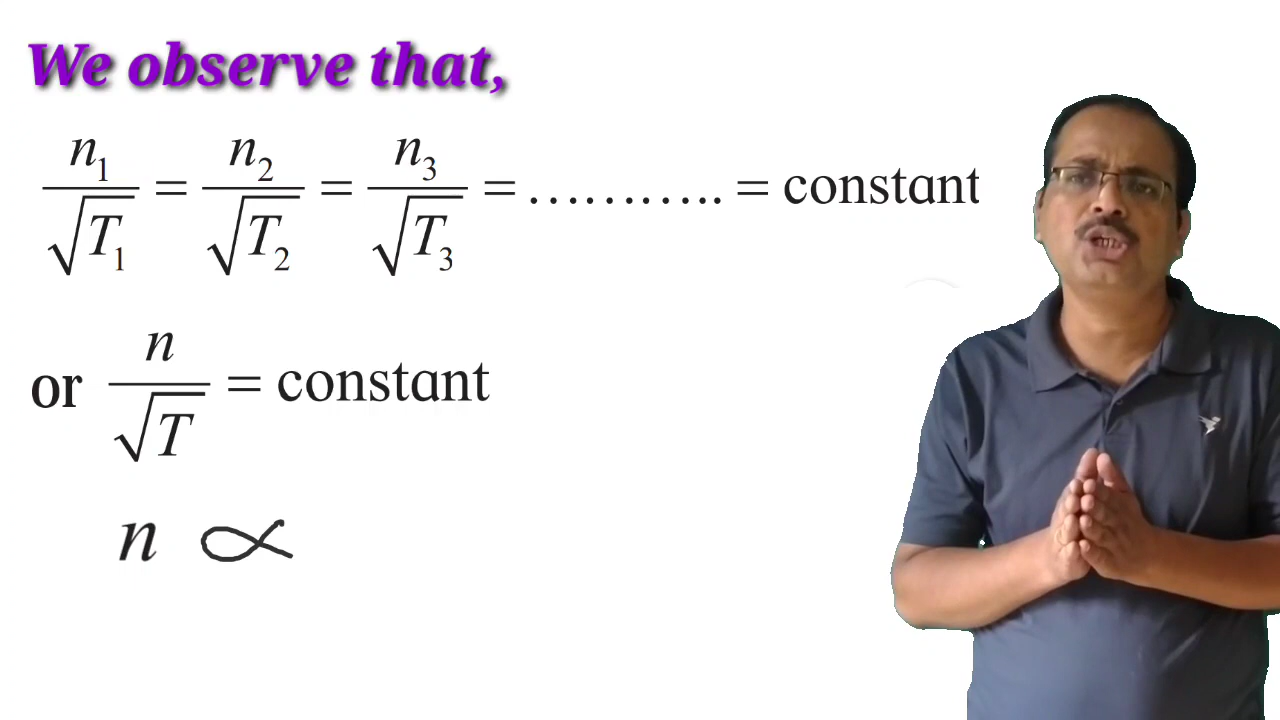 We observe that,
n₁/√T₁ = n₂/√T₂ = n₃/√T₃ = ........... = constant
or n/√T = constant
n ∝